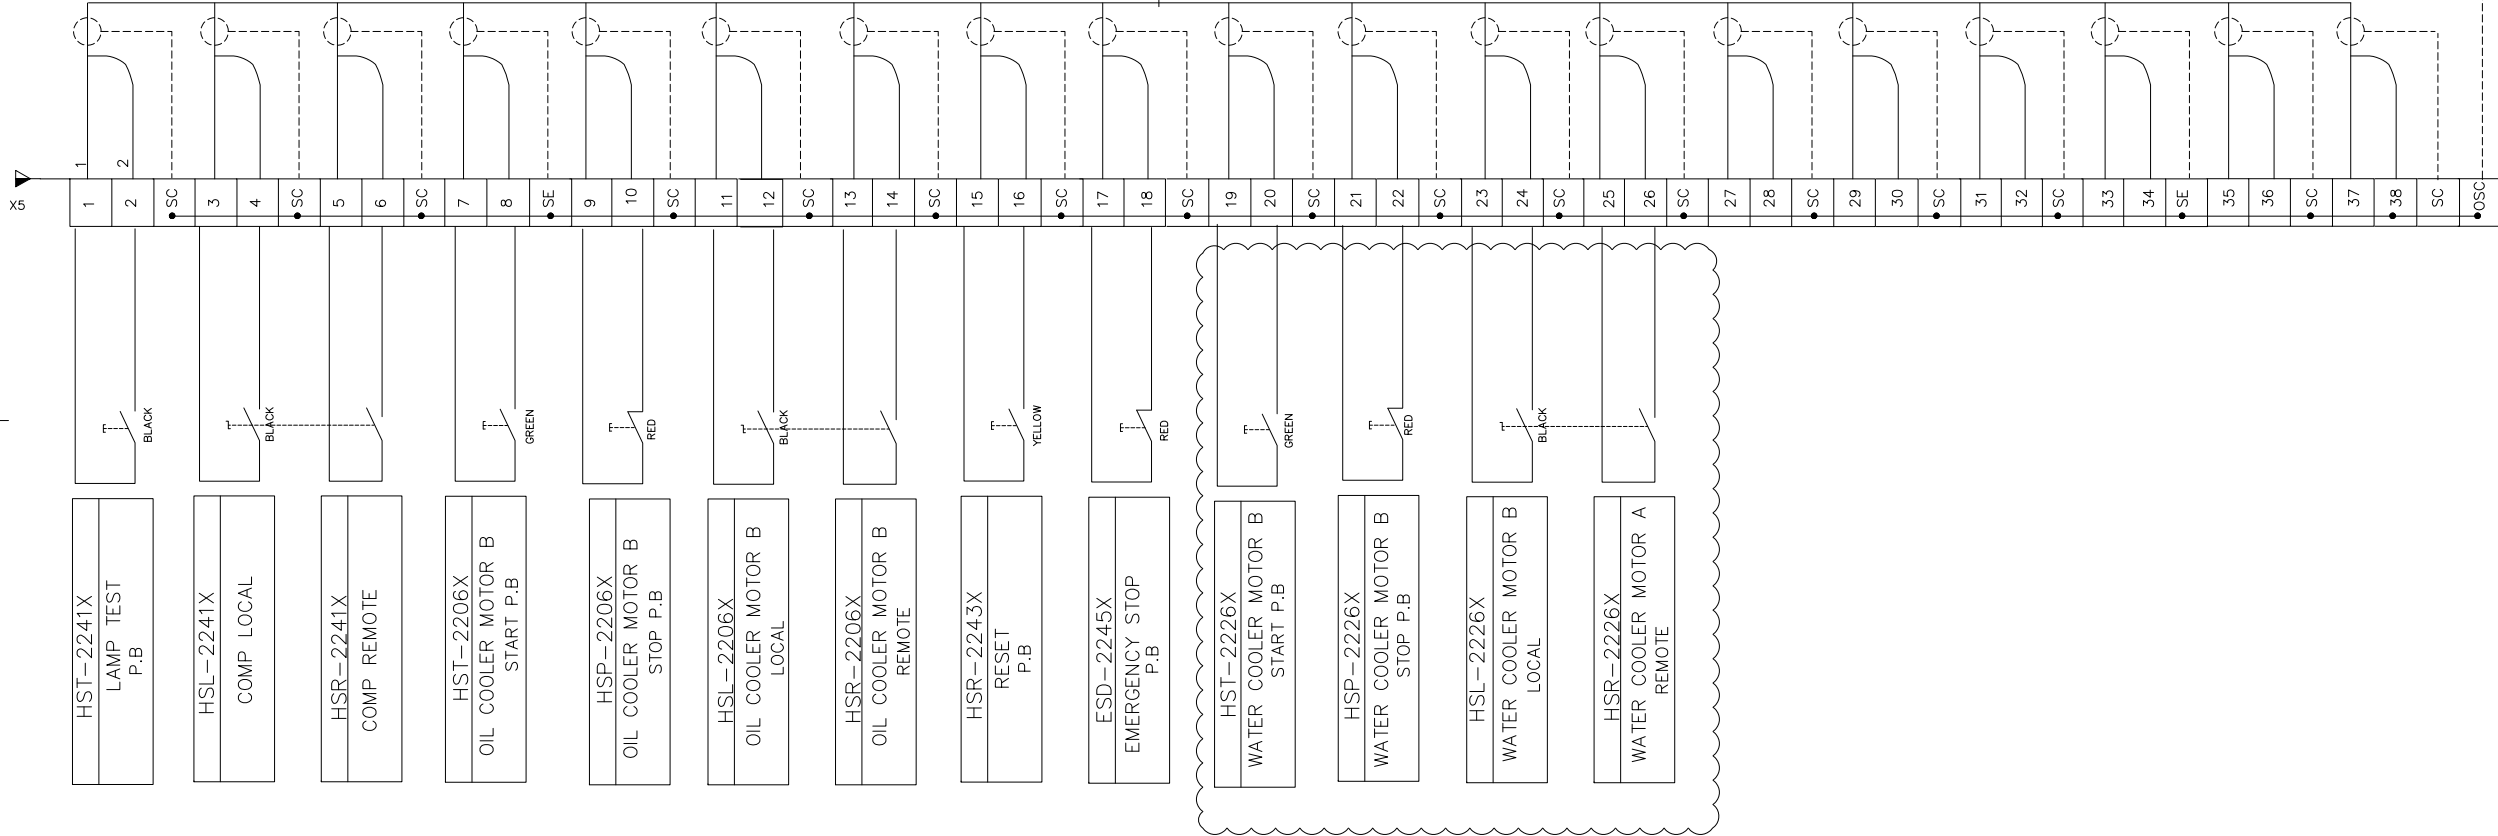 1
2
X5
1
2
SC
3
4
SC
5
6
SC
7
8
SE
9
10
SC
11
12
SC
13
14
SC
15
16
SC
17
18
SC
19
20
SC
21
22
SC
23
24
SC
25
26
SC
27
28
SC
29
30
SC
31
32
SC
33
34
SE
35
36
SC
37
38
SC
OSC
BLACK
BLACK
GREEN
RED
BLACK
YELLOW
RED
GREEN
RED
BLACK
HST-2241X
LAMP TEST
P.B
HSL-2241X
COMP LOCAL
HSR-2241X
COMP REMOTE
HST-2206X
OIL COOLER MOTOR B
START P.B
HSP-2206X
OIL COOLER MOTOR B
STOP P.B
HSL-2206X
OIL COOLER MOTOR B
LOCAL
HSR-2206X
OIL COOLER MOTOR B
REMOTE
HSR-2243X
RESET
P.B
ESD-2245X
EMERGENCY STOP
P.B
HST-2226X
WATER COOLER MOTOR B
START P.B
HSP-2226X
WATER COOLER MOTOR B
STOP P.B
HSL-2226X
WATER COOLER MOTOR B
LOCAL
HSR-2226X
WATER COOLER MOTOR A
REMOTE